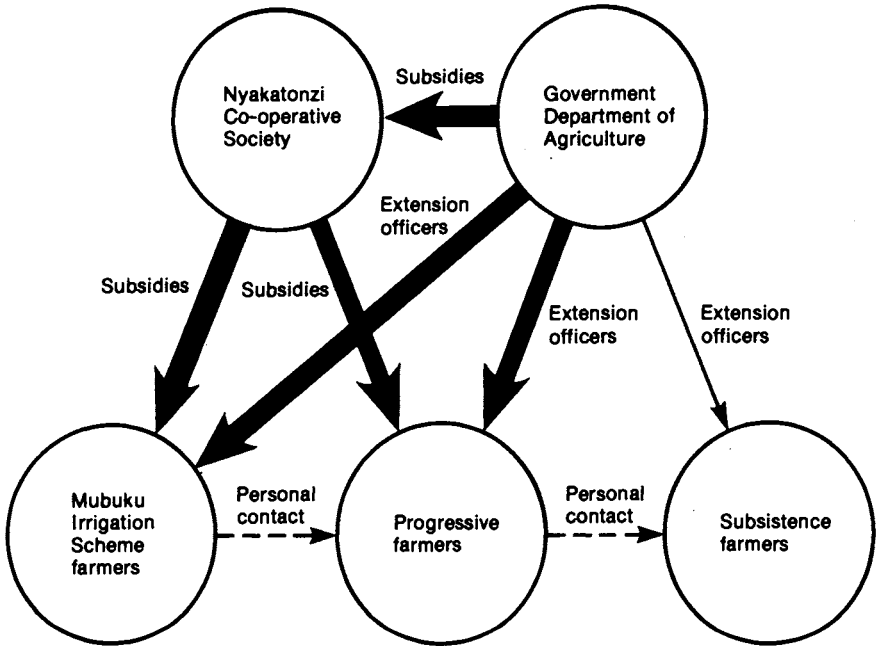 Subsidies
Nyakatonzi
Co-operative
Society
Government
Department of
Agriculture
Extension
officers
Subsidies
Subsidies
Extension
officers
Extension
officers
Personal
contact
Personal
contact
Mubuku
Irrigation
Scheme
farmers
Progressive
farmers
Subsistence
farmers